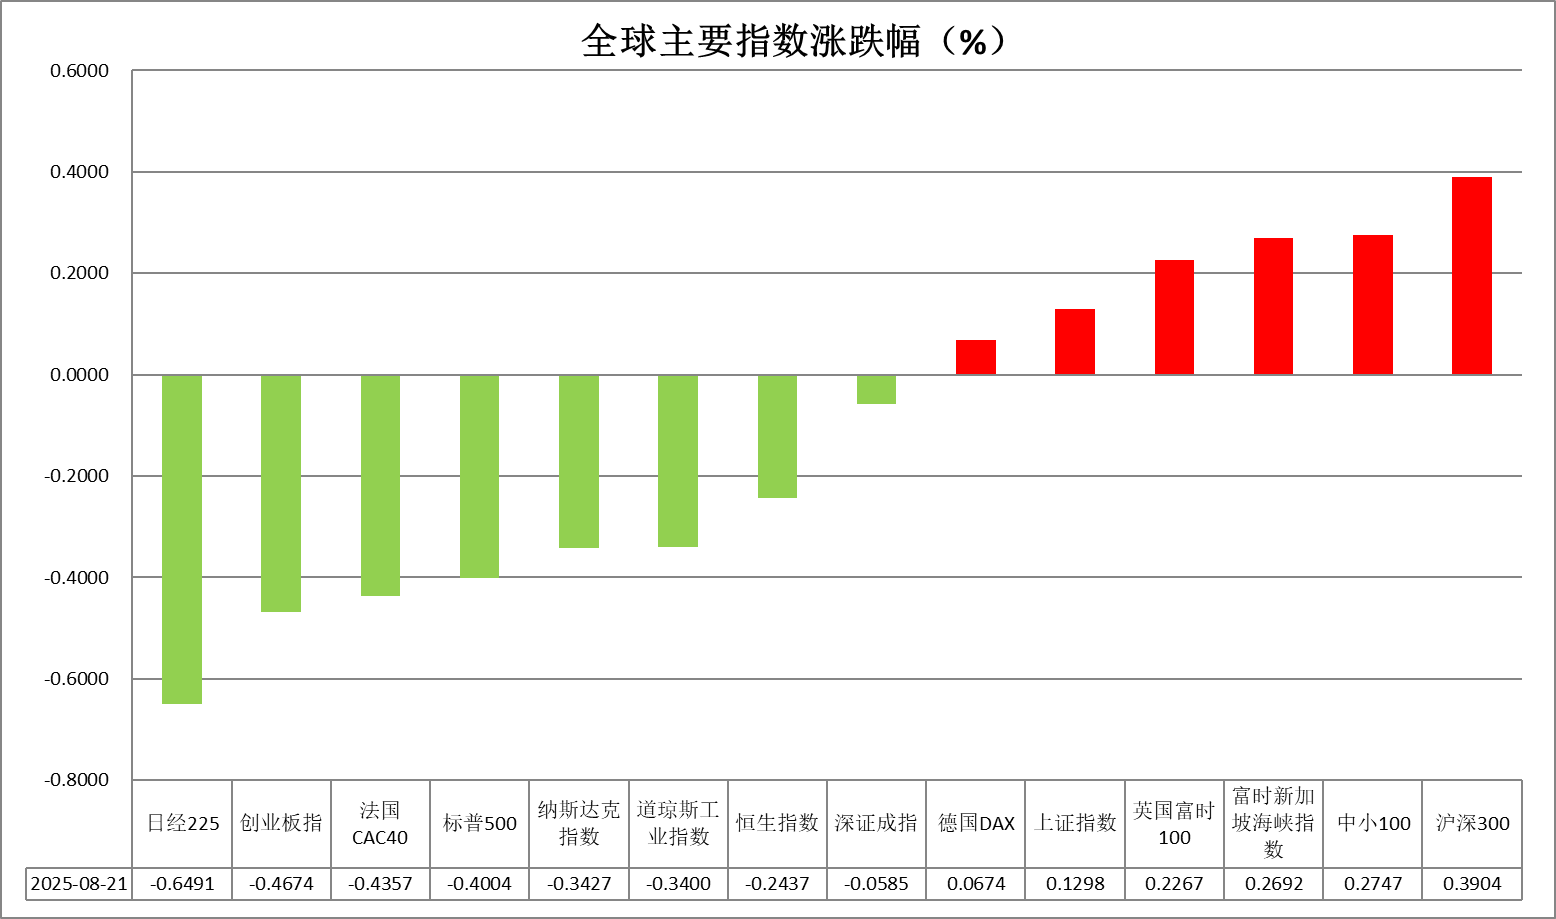 全球主要指数涨跌幅（%）
0.6000
0.4000
0.2000
0.0000
-0.2000
-0.4000
-0.6000
-0.8000
日经225
创业板指
法国
CAC40
标普500
纳斯达克
指数
道琼斯工
业指数
恒生指数
深证成指
德国DAX
上证指数
英国富时
100
富时新加
坡海峡指
数
中小100
沪深300
2025-08-21 -0.6491 -0.4674 -0.4357 -0.4004 -0.3427 -0.3400 -0.2437 -0.0585 0.0674 0.1298 0.2267 0.2692 0.2747 0.3904